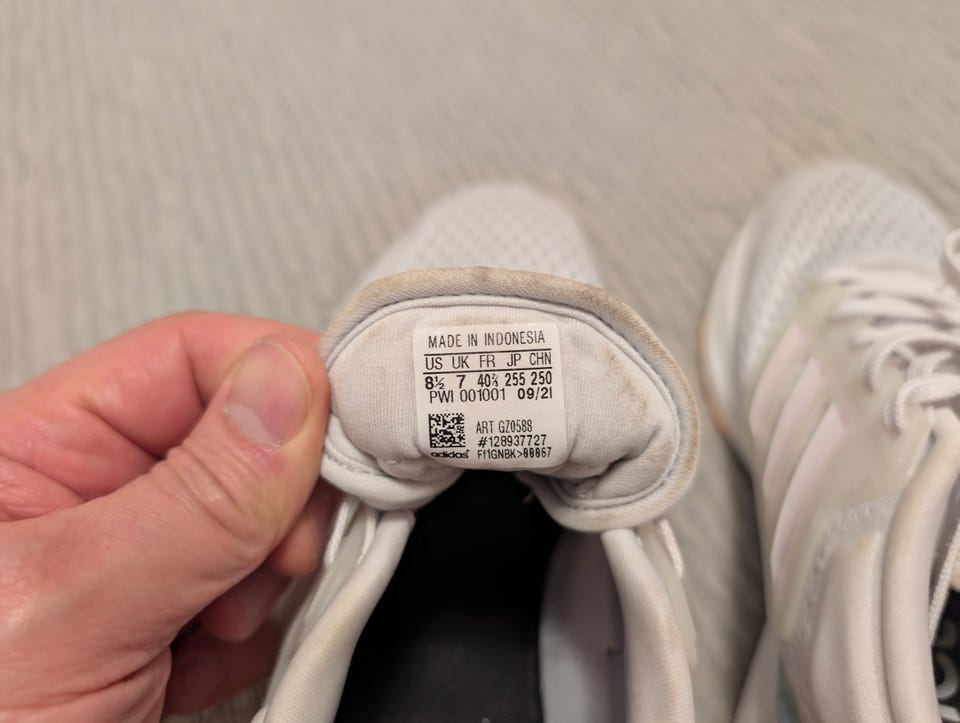 MADE IN INDONESIA
US UK FR JP CHN
8½ 7 40⅔ 255 250
PWI 001001 09/21
ART GZ0588
#128937727
adidas Ff1GNBK>00067